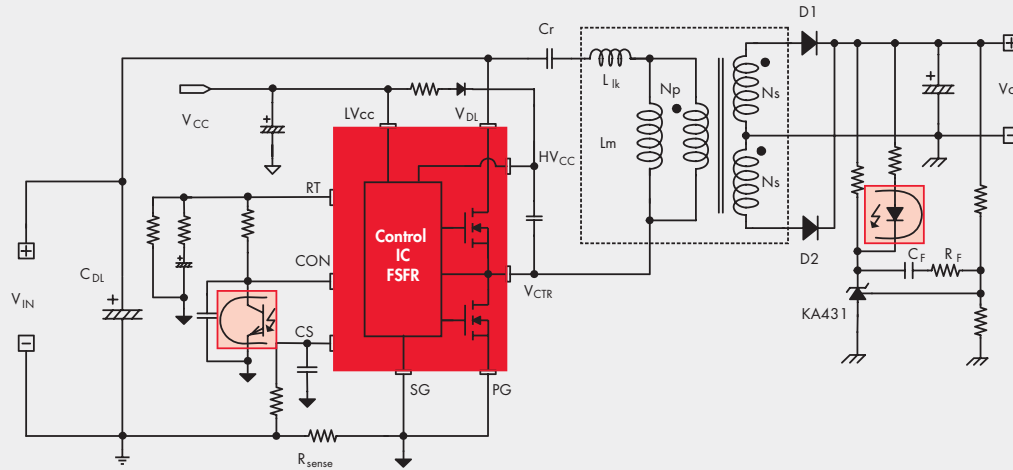 D1
Cr
L lk
Np
Ns
Lm
Ns
D2
V CC
LVcc
V DL
HV CC
RT
Control
IC
FSFR
CON
V CTR
CS
C DL
V IN
SG
PG
R sense
C F
R F
KA431